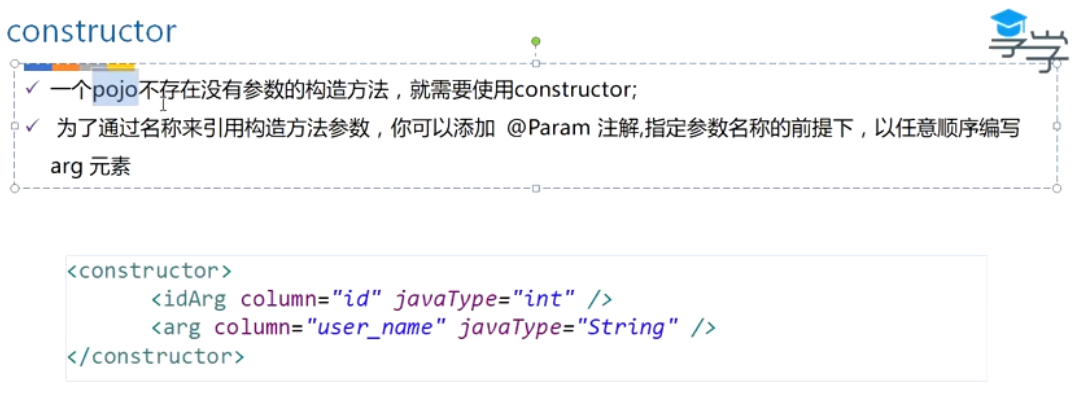 constructor
一个pojo不存在没有参数的构造方法，就需要使用constructor;
为了通过名称来引用构造方法参数，你可以添加 @Param 注解,指定参数名称的前提下，以任意顺序编写
arg 元素
<constructor>
<idArg column="id" javaType="int" />
<arg column="user_name" javaType="String" />
</constructor>